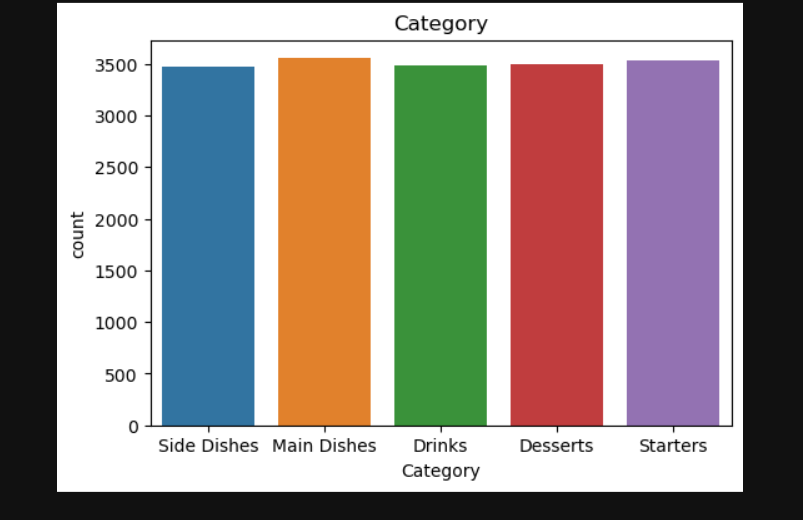 Category
3500
3000
2500
2000
1500
1000
500
0
count
Side Dishes Main Dishes Drinks Desserts Starters
Category